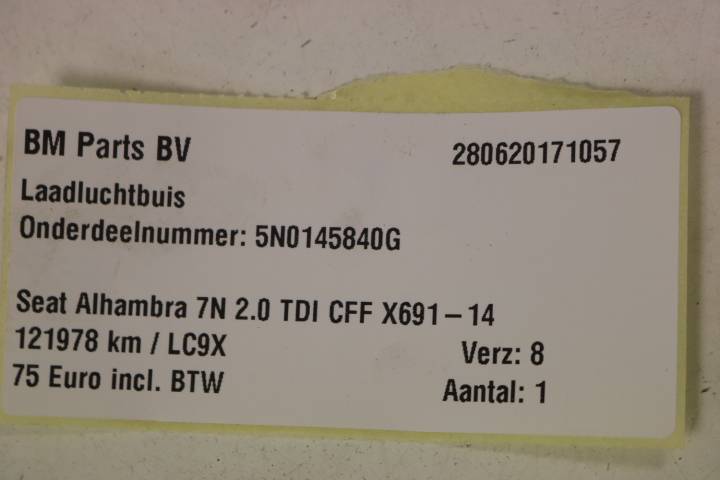 BM Parts BV 280620171057
Laadluchtbuis
Onderdeelnummer: 5N0145840G
Seat Alhambra 7N 2.0 TDI CFF X691-14
121978 km / LC9X Verz: 8
75 Euro incl. BTW Aantal: 1